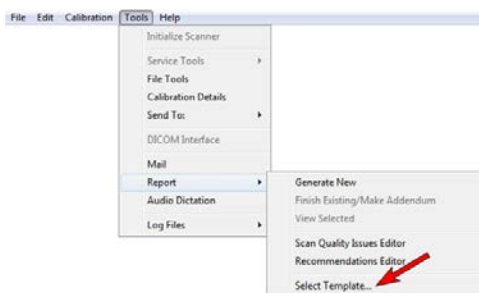 File Edit Calibration Tools Help
Initialize Scanner
Service Tools
File Tools
Calibration Details
Send To:
DICOM Interface
Mail
Report
Audio Dictation
Log Files
Generate New
Finish Existing/Make Addendum
View Selected
Scan Quality Issues Editor
Recommendations Editor
Select Template...